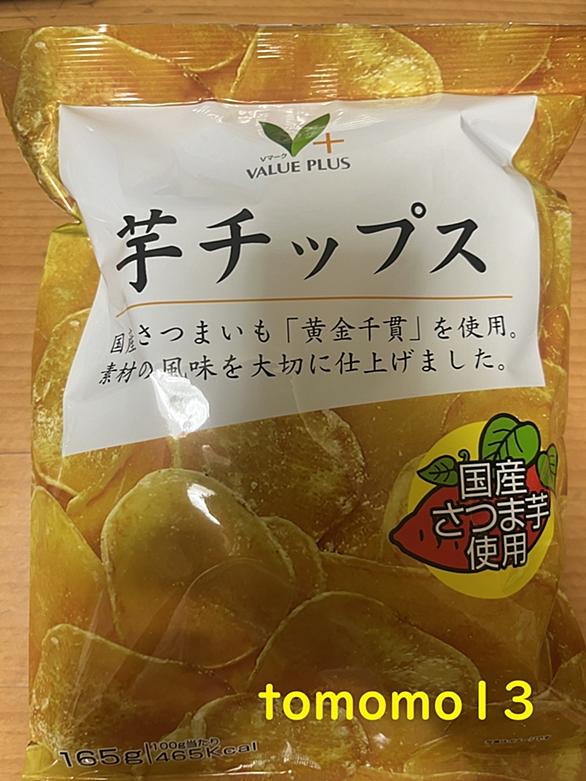 Vマーク
VALUE PLUS
芋チップス
国産さつまいも「黄金千貫」を使用。
素材の風味を大切に仕上げました。
国産
さつま芋
使用
tomomo13
165g
100g当たり
465Kcal